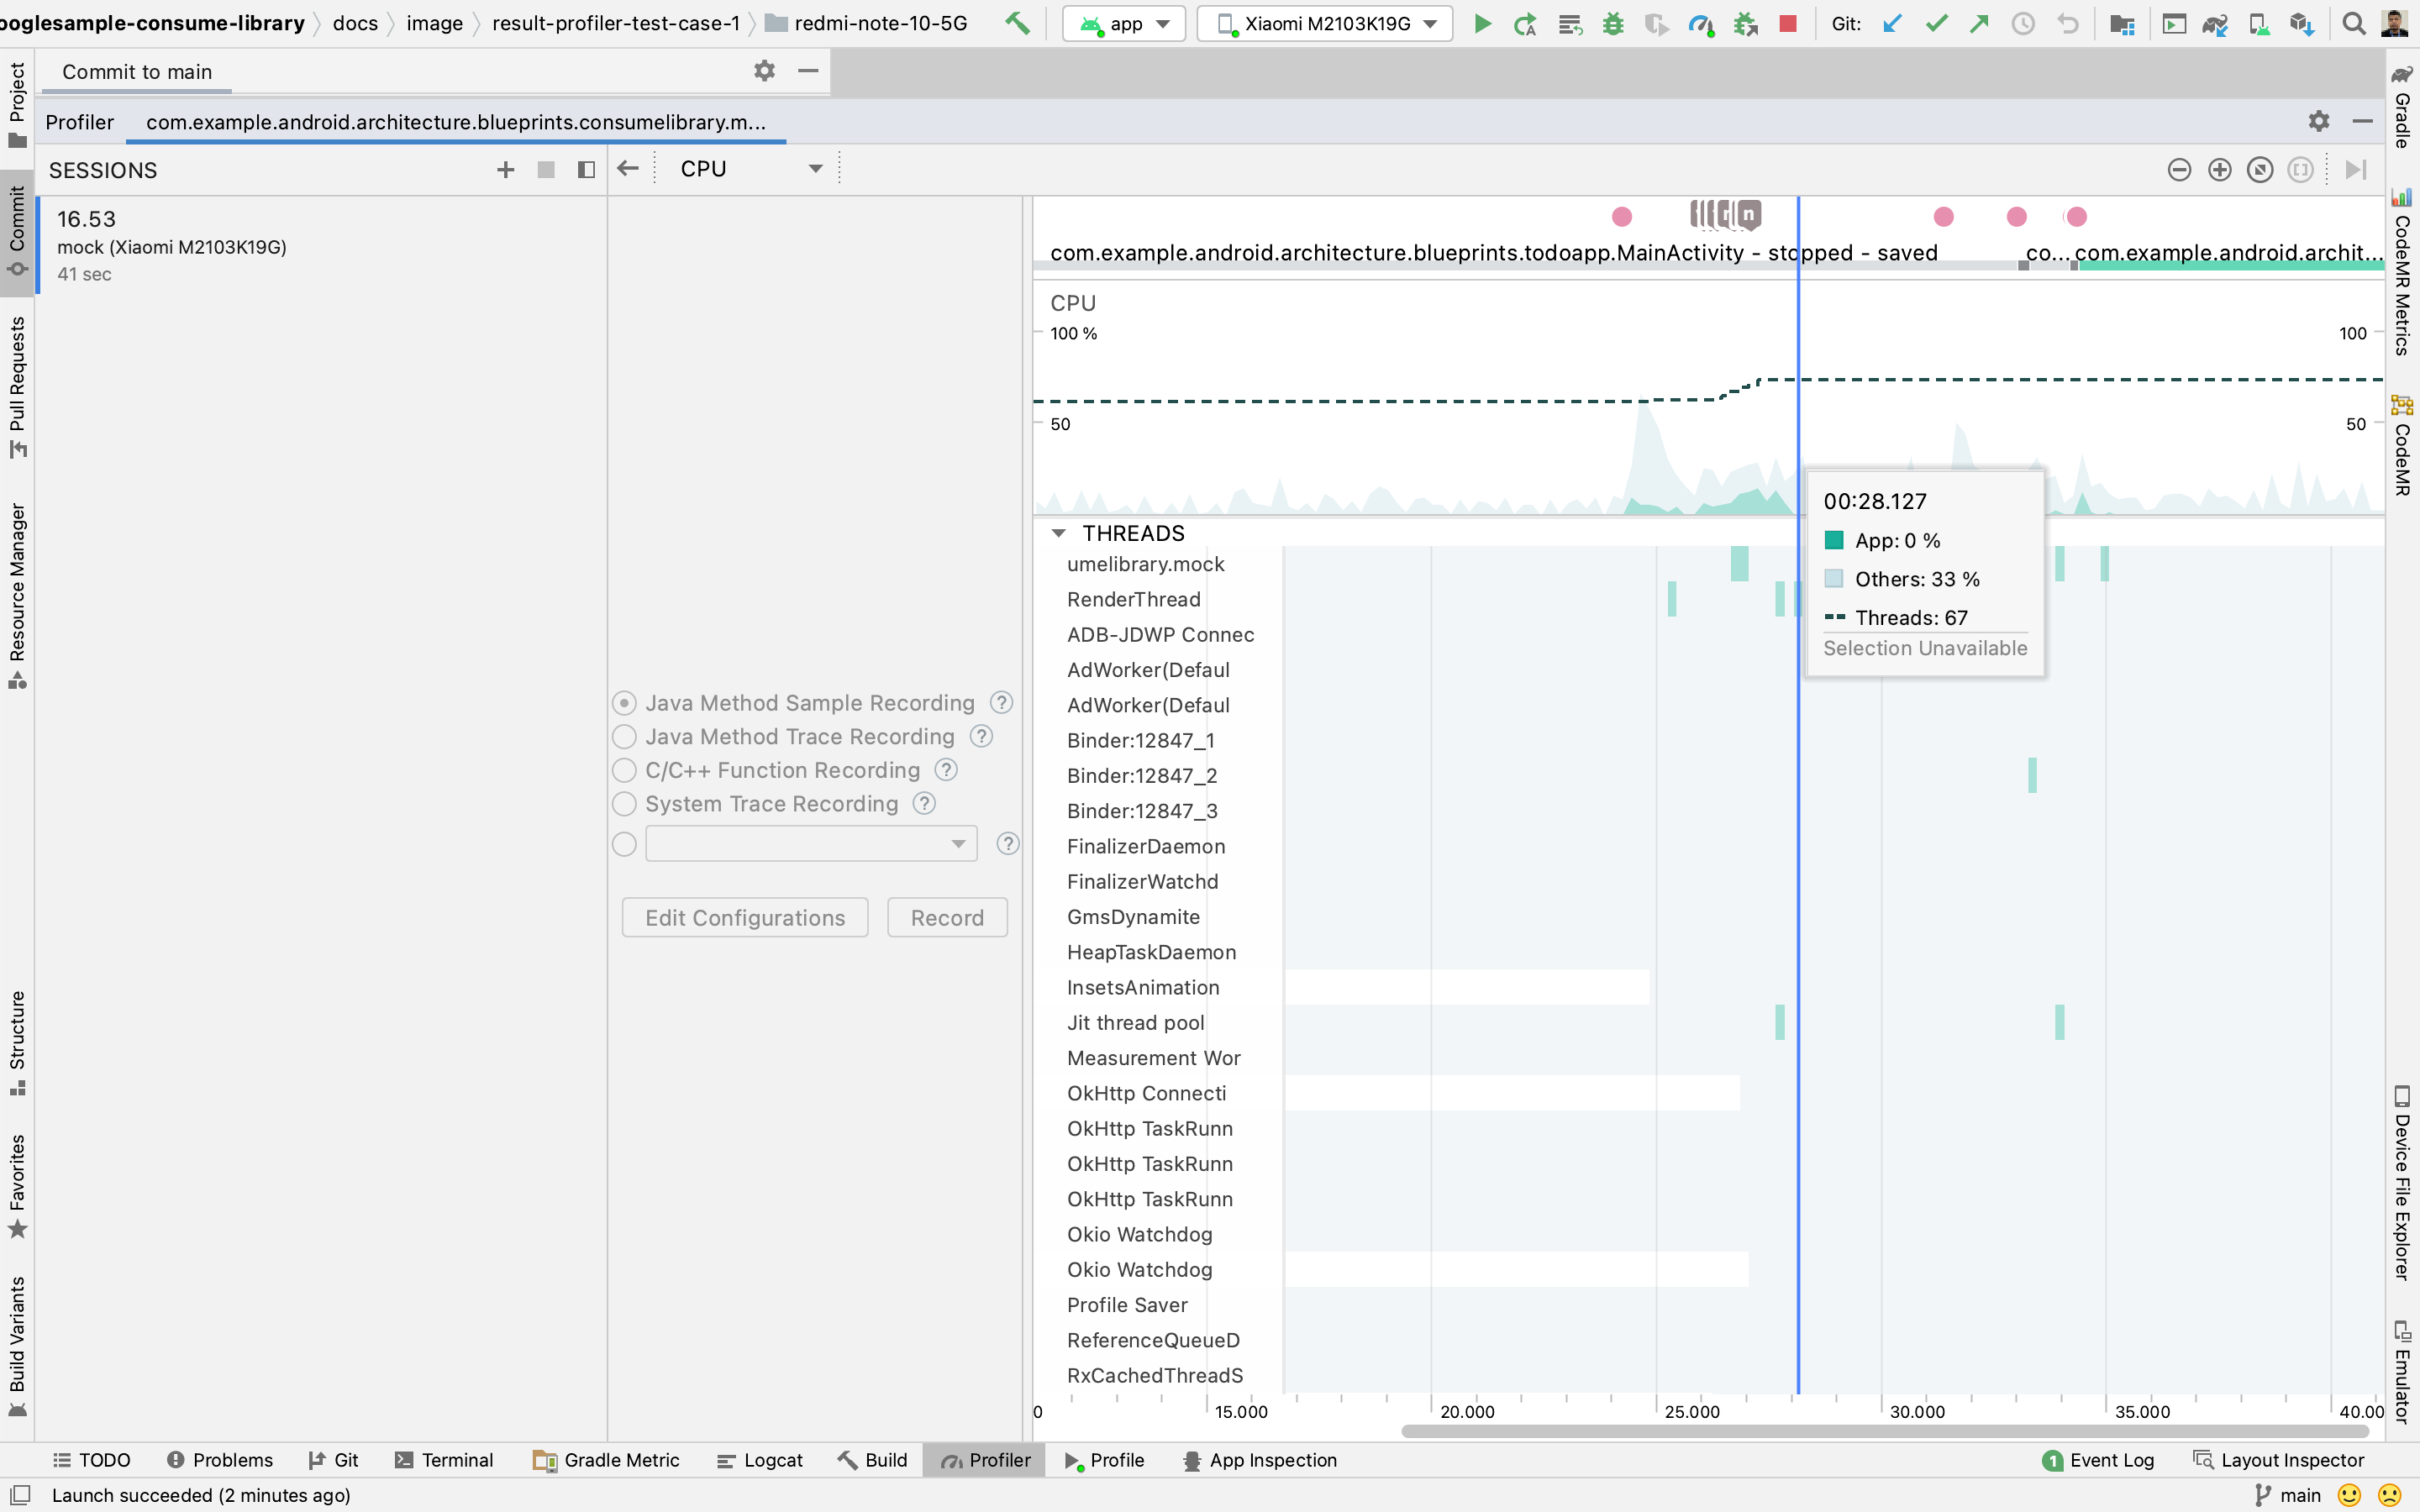 ooglesample-consume-library docs image result-profiler-test-case-1 redmi-note-10-5G app Xiaomi M2103K19G Git:
Commit to main
Profiler com.example.android.architecture.blueprints.consumelibrary.m...
SESSIONS
CPU
16.53
mock (Xiaomi M2103K19G)
41 sec
Java Method Sample Recording ?
Java Method Trace Recording ?
C/C++ Function Recording ?
System Trace Recording ?
?
Edit Configurations Record
n
com.example.android.architecture.blueprints.todoapp.MainActivity - stopped - saved co... com.example.android.archit...
CPU
100 % 100
50 50
00:28.127
App: 0 %
Others: 33 %
Threads: 67
Selection Unavailable
THREADS
umelibrary.mock
RenderThread
ADB-JDWP Connec
AdWorker(Defaul
AdWorker(Defaul
Binder:12847_1
Binder:12847_2
Binder:12847_3
FinalizerDaemon
FinalizerWatchd
GmsDynamite
HeapTaskDaemon
InsetsAnimation
Jit thread pool
Measurement Wor
OkHttp Connecti
OkHttp TaskRunn
OkHttp TaskRunn
OkHttp TaskRunn
Okio Watchdog
Okio Watchdog
Profile Saver
ReferenceQueueD
RxCachedThreadS
0 15.000 20.000 25.000 30.000 35.000 40.00
Project
Commit
Pull Requests
Resource Manager
Structure
Favorites
Build Variants
Gradle
CodeMR Metrics
CodeMR
Device File Explorer
Emulator
TODO Problems Git Terminal Gradle Metric Logcat Build Profiler Profile App Inspection 1 Event Log Layout Inspector
Launch succeeded (2 minutes ago) main